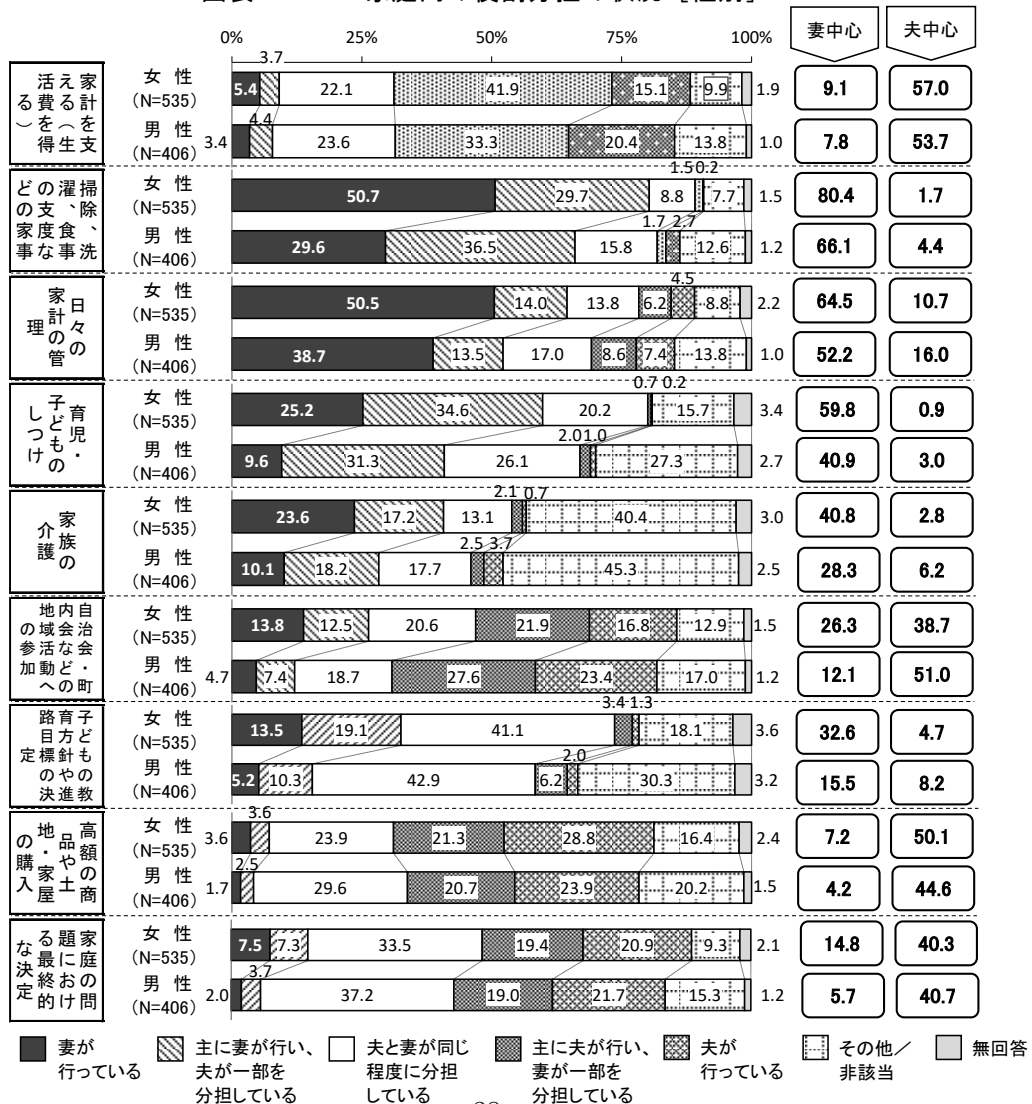 図表 家庭内の役割分担の状況［性別］
0% 25% 50% 75% 100%
妻中心 夫中心
家計を支える（生活費を得る）
女性 (N=535) 5.4 3.7 22.1 41.9 15.1 9.9 1.9 9.1 57.0
男性 (N=406) 3.4 4.4 23.6 33.3 20.4 13.8 1.0 7.8 53.7
掃除、洗濯、食事の支度などの家事
女性 (N=535) 50.7 29.7 8.8 1.5 0.2 7.7 1.5 80.4 1.7
男性 (N=406) 29.6 36.5 15.8 1.7 2.7 12.6 1.2 66.1 4.4
日々の家計の管理
女性 (N=535) 50.5 14.0 13.8 6.2 4.5 8.8 2.2 64.5 10.7
男性 (N=406) 38.7 13.5 17.0 8.6 7.4 13.8 1.0 52.2 16.0
育児・子どものしつけ
女性 (N=535) 25.2 34.6 20.2 0.7 0.2 15.7 3.4 59.8 0.9
男性 (N=406) 9.6 31.3 26.1 2.0 1.0 27.3 2.7 40.9 3.0
家族の介護
女性 (N=535) 23.6 17.2 13.1 2.1 0.7 40.4 3.0 40.8 2.8
男性 (N=406) 10.1 18.2 17.7 2.5 3.7 45.3 2.5 28.3 6.2
自治会・町内会などの地域活動への参加
女性 (N=535) 13.8 12.5 20.6 21.9 16.8 12.9 1.5 26.3 38.7
男性 (N=406) 4.7 7.4 18.7 27.6 23.4 17.0 1.2 12.1 51.0
子どもの教育方針や進路目標の決定
女性 (N=535) 13.5 19.1 41.1 3.4 1.3 18.1 3.6 32.6 4.7
男性 (N=406) 5.2 10.3 42.9 6.2 2.0 30.3 3.2 15.5 8.2
高額の商品や土地・家屋の購入
女性 (N=535) 3.6 3.6 23.9 21.3 28.8 16.4 2.4 7.2 50.1
男性 (N=406) 1.7 2.5 29.6 20.7 23.9 20.2 1.5 4.2 44.6
家庭の問題における最終的な決定
女性 (N=535) 7.5 7.3 33.5 19.4 20.9 9.3 2.1 14.8 40.3
男性 (N=406) 2.0 3.7 37.2 19.0 21.7 15.3 1.2 5.7 40.7
妻が
行っている
主に妻が行い、
夫が一部を
分担している
夫と妻が同じ
程度に分担
している
主に夫が行い、
妻が一部を
分担している
夫が
行っている
その他／
非該当
無回答